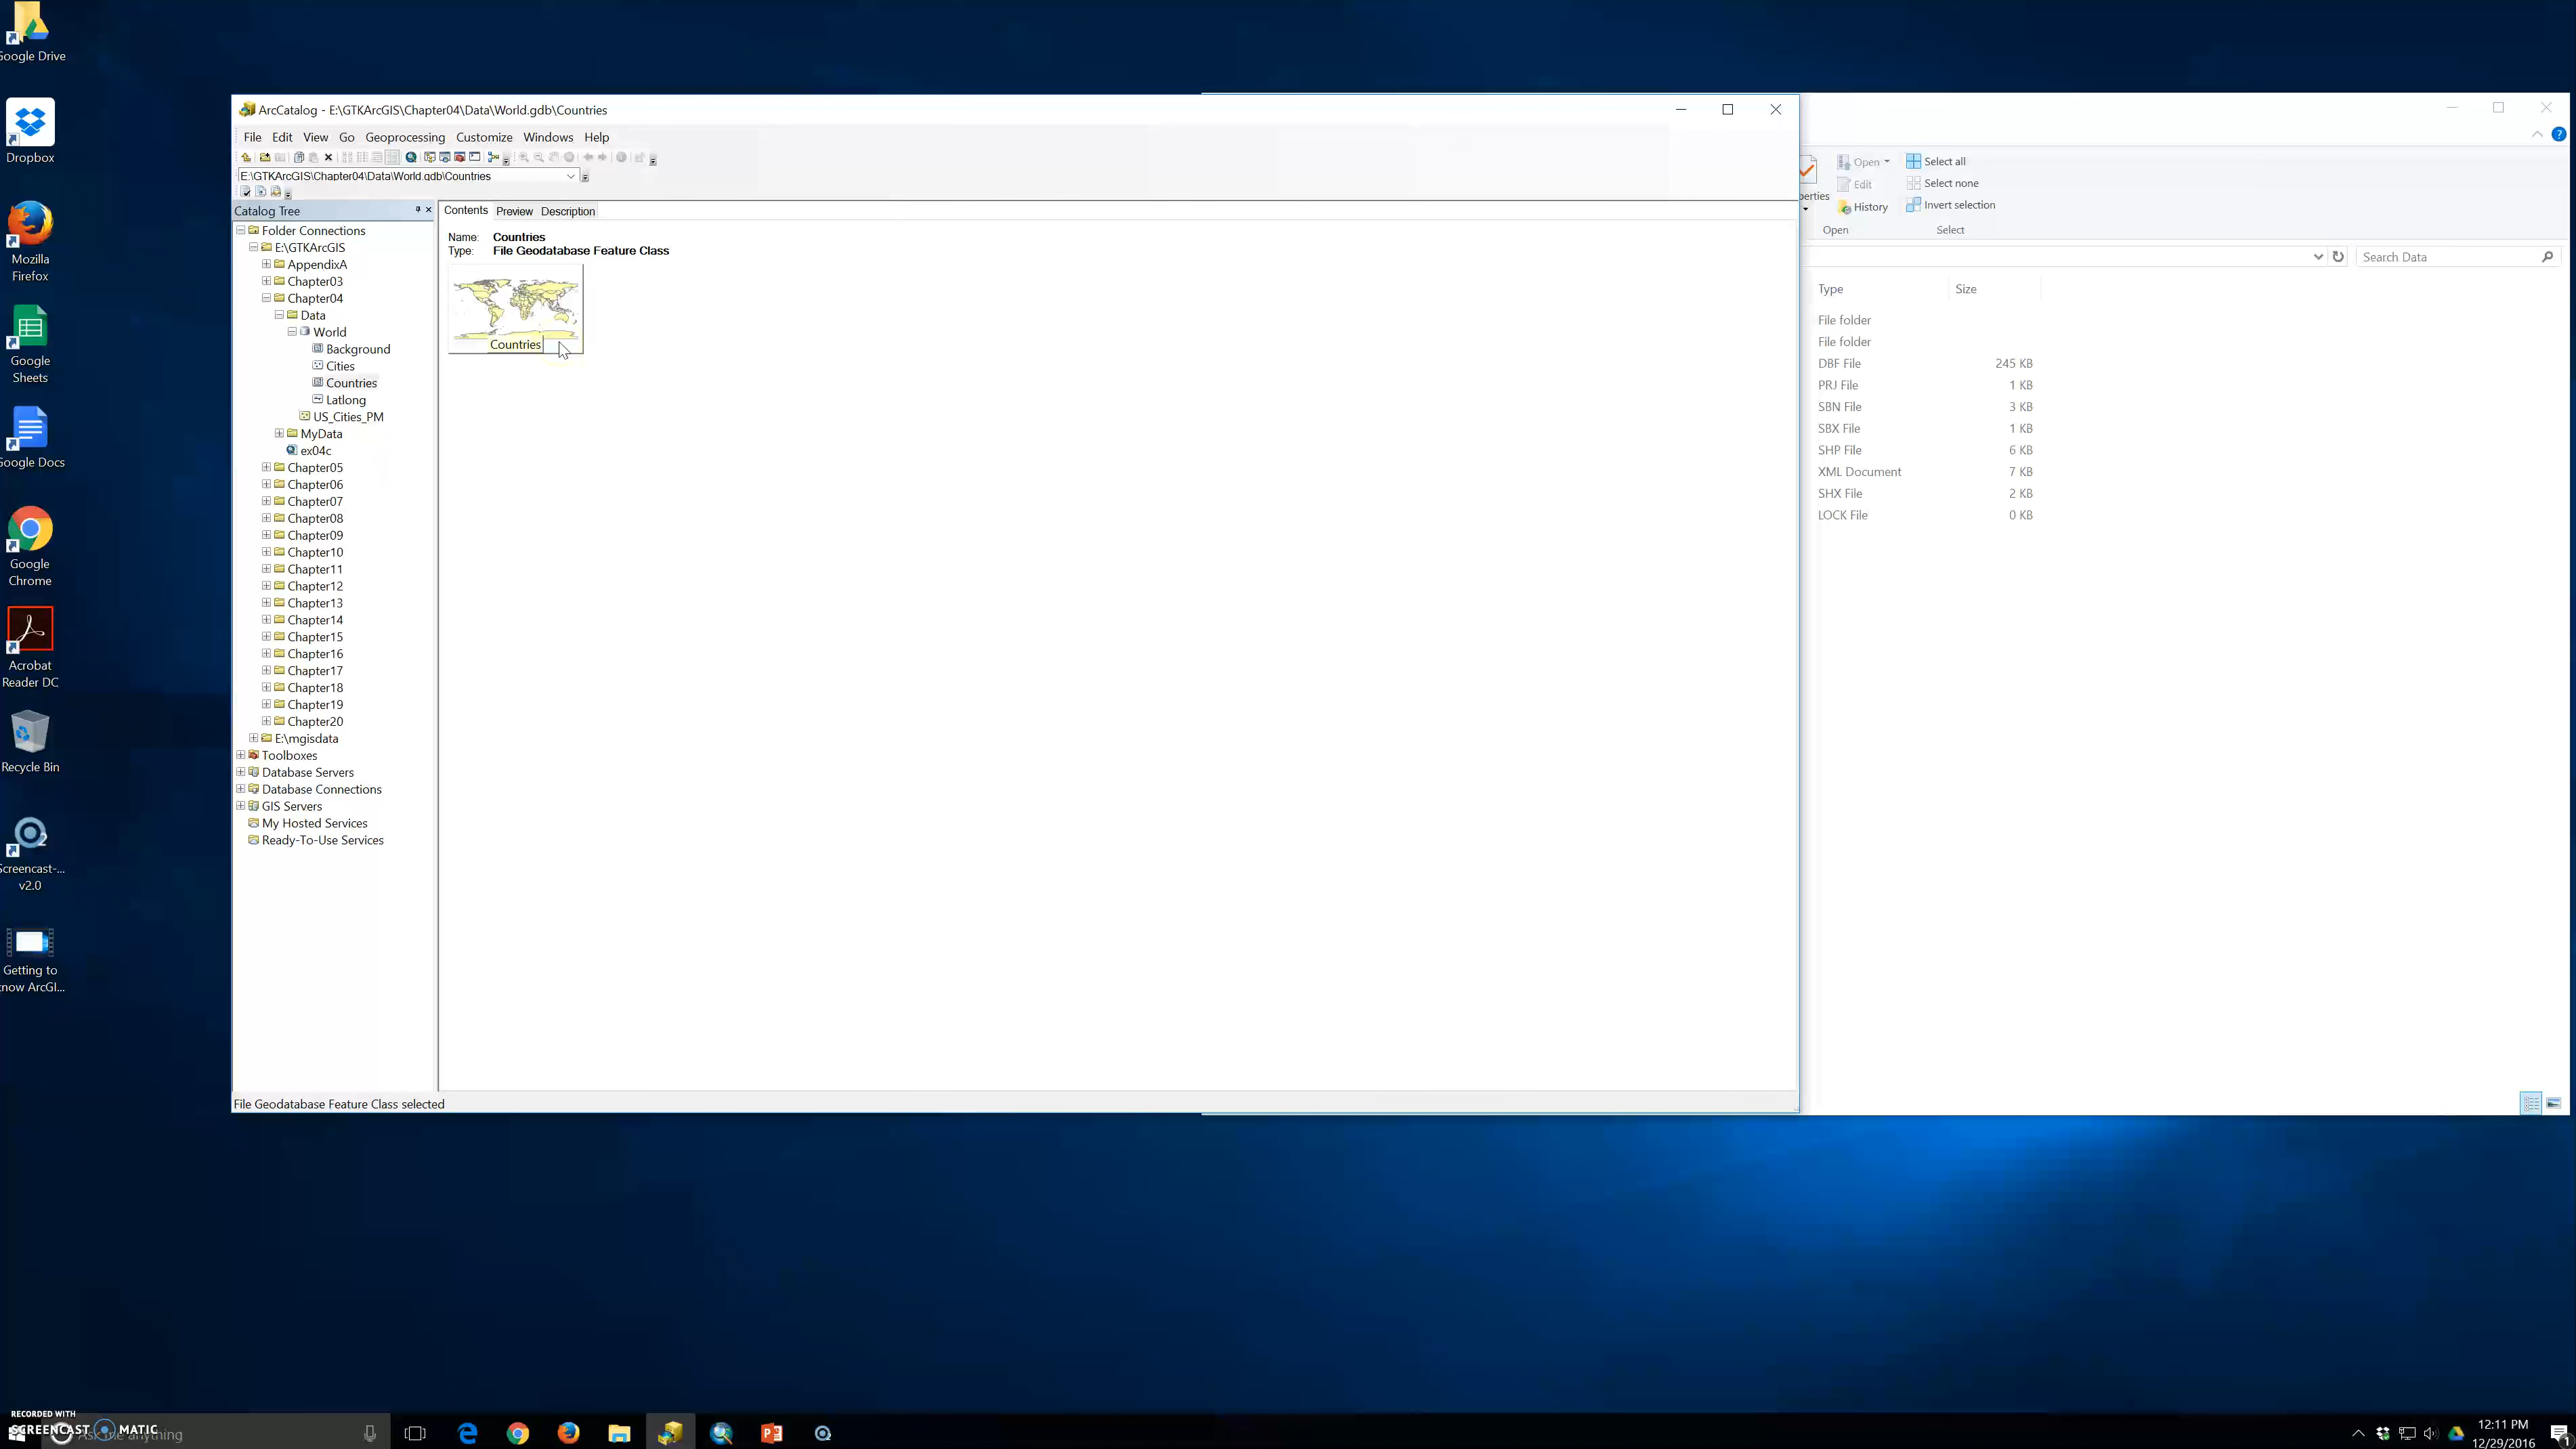 Google Drive
Dropbox
Mozilla
Firefox
Google
Sheets
Google Docs
Google
Chrome
Acrobat
Reader DC
Recycle Bin
Screencast-...
v2.0
Getting to
know ArcGI...
ArcCatalog - E:\GTKArcGIS\Chapter04\Data\World.gdb\Countries
File Edit View Go Geoprocessing Customize Windows Help
E:\GTKArcGIS\Chapter04\Data\World.gdb\Countries
Catalog Tree
Folder Connections
E:\GTKArcGIS
AppendixA
Chapter03
Chapter04
Data
World
Background
Cities
Countries
Latlong
US_Cities_PM
MyData
ex04c
Chapter05
Chapter06
Chapter07
Chapter08
Chapter09
Chapter10
Chapter11
Chapter12
Chapter13
Chapter14
Chapter15
Chapter16
Chapter17
Chapter18
Chapter19
Chapter20
E:\mgisdata
Toolboxes
Database Servers
Database Connections
GIS Servers
My Hosted Services
Ready-To-Use Services
Contents Preview Description
Name: Countries
Type: File Geodatabase Feature Class
Countries
File Geodatabase Feature Class selected
Open
Edit
History
Open
Select all
Select none
Invert selection
Select
Search Data
Type Size
File folder
File folder
DBF File 245 KB
PRJ File 1 KB
SBN File 3 KB
SBX File 1 KB
SHP File 6 KB
XML Document 7 KB
SHX File 2 KB
LOCK File 0 KB
RECORDED WITH
SCREENCAST MATIC
Ask me anything
12:11 PM
12/29/2016